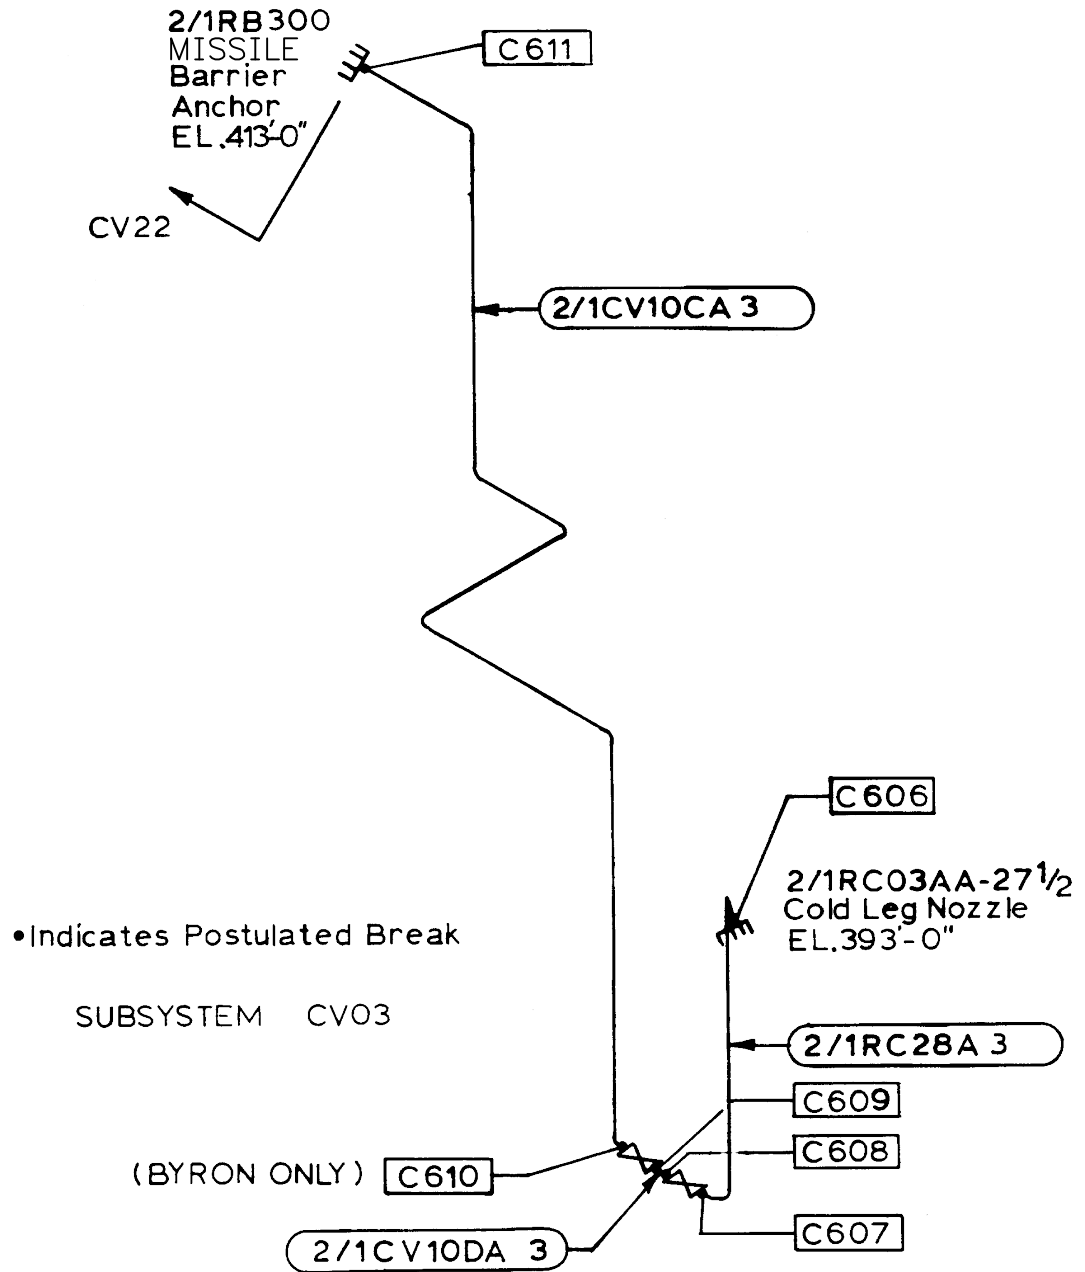 2/1RB300
MISSILE
Barrier
Anchor
EL.413'-0"
C611
CV22
2/1CV10CA 3
C606
2/1RC03AA-27 1/2
Cold Leg Nozzle
EL.393'-0"
•Indicates Postulated Break
SUBSYSTEM CV03
2/1RC28A 3
C609
C608
(BYRON ONLY) C610
C607
2/1CV10DA 3